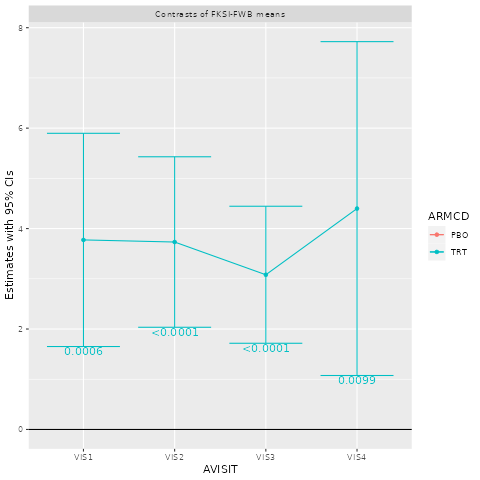 Contrasts of FKSI-FWB means
8
6
4
2
0
Estimates with 95% CIs
0.0006
<0.0001
<0.0001
0.0099
VIS1
VIS2
VIS3
VIS4
AVISIT
ARMCD
PBO
TRT